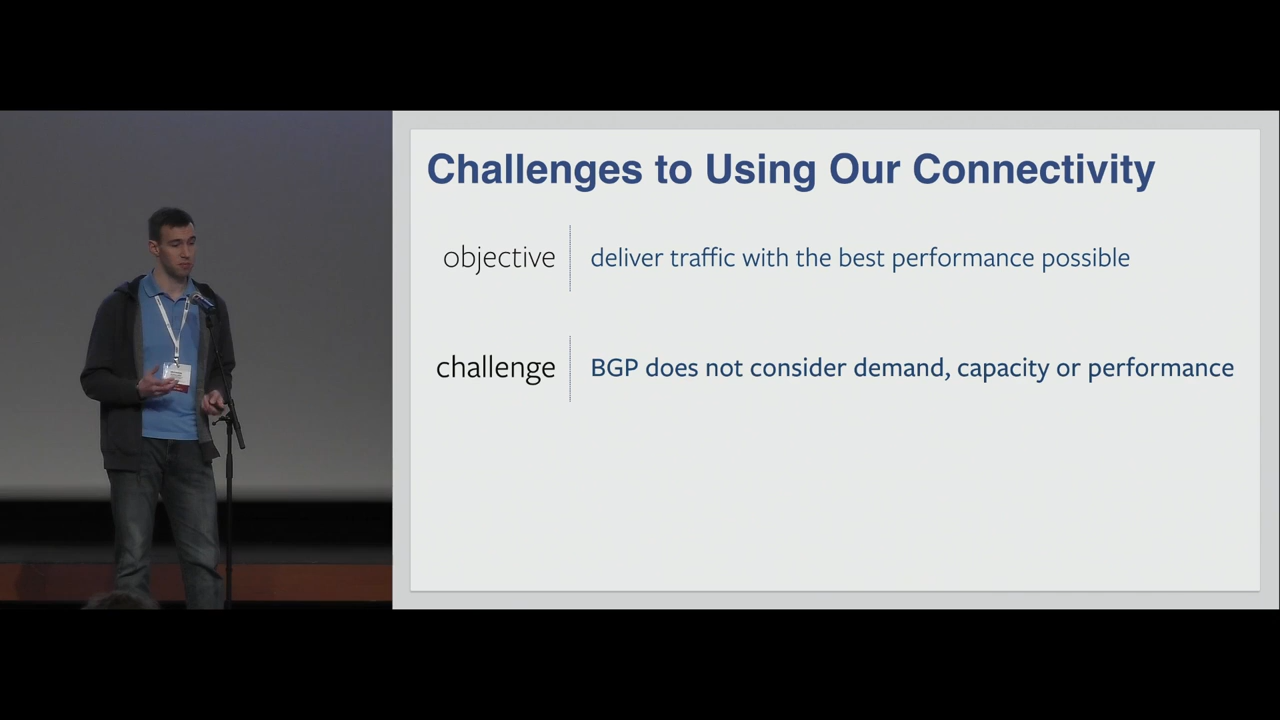 Challenges to Using Our Connectivity
objective
deliver traffic with the best performance possible
challenge
BGP does not consider demand, capacity or performance